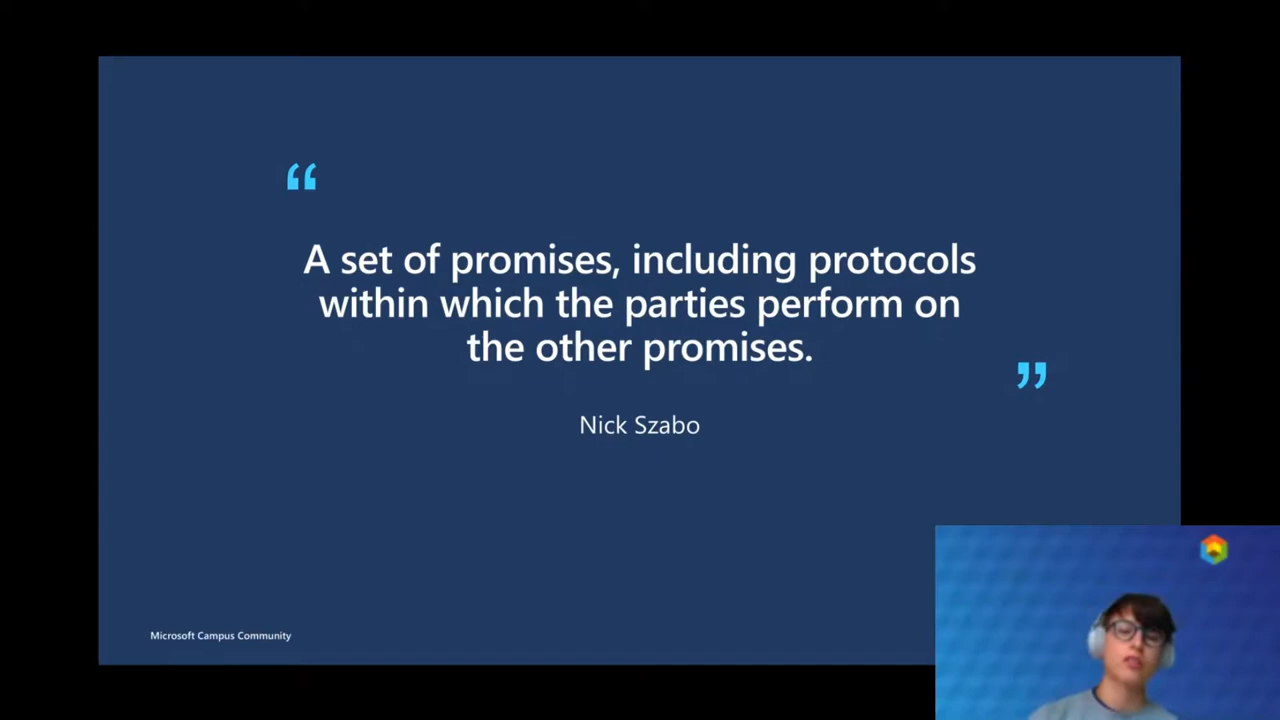 “
A set of promises, including protocols
within which the parties perform on
the other promises.
”
Nick Szabo
Microsoft Campus Community